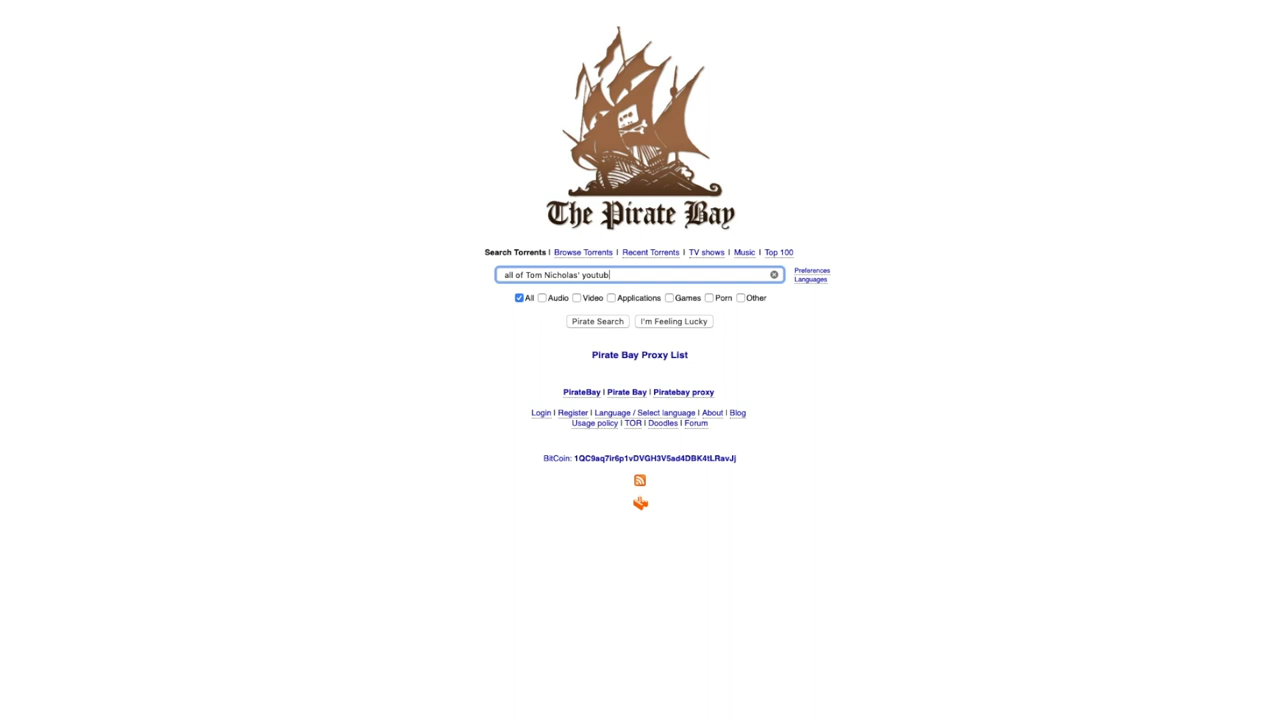 The Pirate Bay
Search Torrents | Browse Torrents | Recent Torrents | TV shows | Music | Top 100
all of Tom Nicholas' youtub
Preferences
Languages
All Audio Video Applications Games Porn Other
Pirate Search I'm Feeling Lucky
Pirate Bay Proxy List
PirateBay | Pirate Bay | Piratebay proxy
Login | Register | Language / Select language | About | Blog
Usage policy | TOR | Doodles | Forum
BitCoin: 1QC9aq7ir6p1vDVGH3V5ad4DBK4tLRavJj